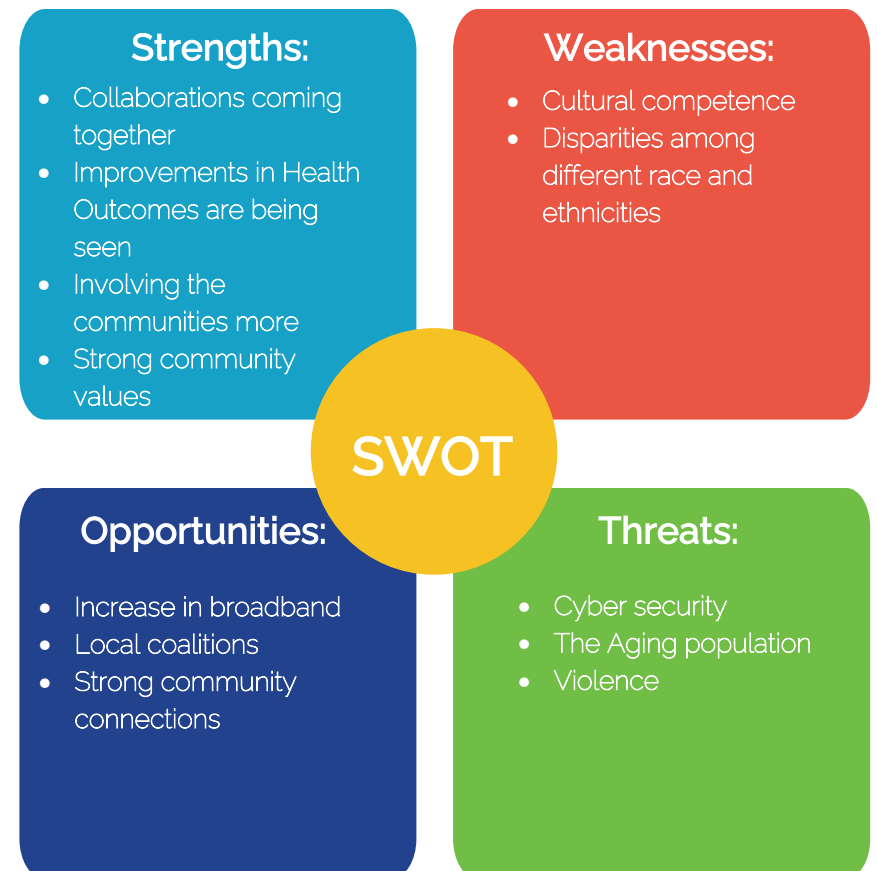 Strengths:
• Collaborations coming
together
• Improvements in Health
Outcomes are being
seen
• Involving the
communities more
• Strong community
values
Weaknesses:
• Cultural competence
• Disparities among
different race and
ethnicities
SWOT
Opportunities:
• Increase in broadband
• Local coalitions
• Strong community
connections
Threats:
• Cyber security
• The Aging population
• Violence